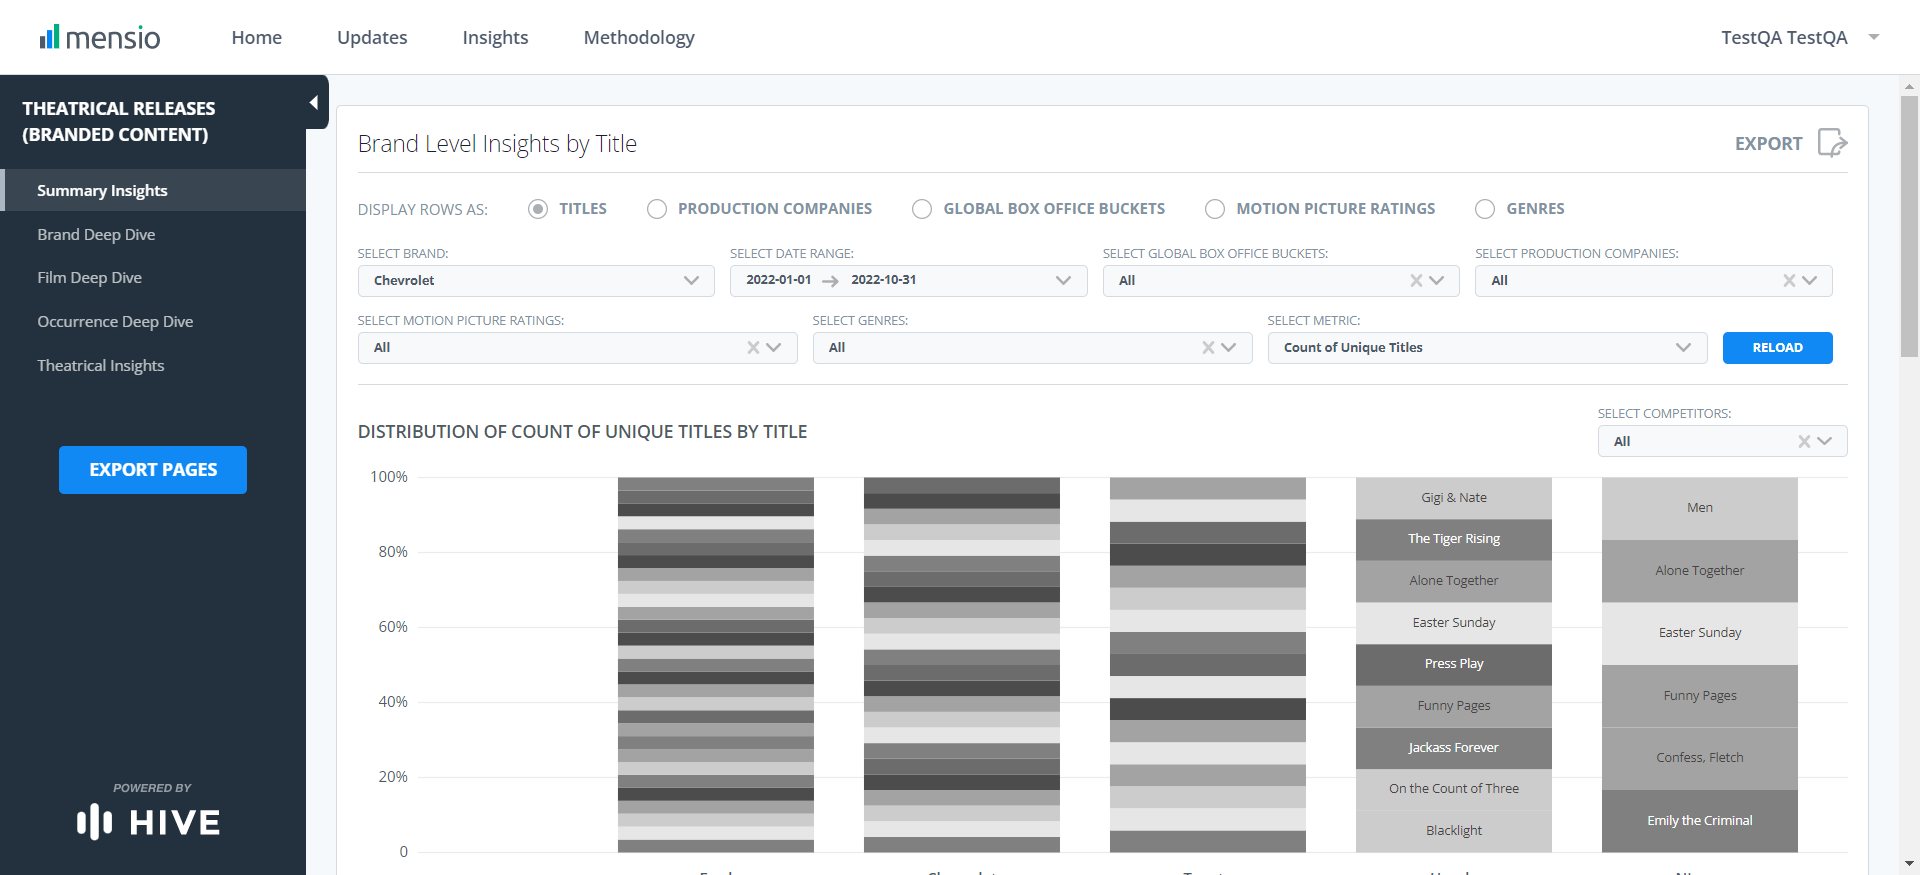 mensio
Home
Updates
Insights
Methodology
TestQA TestQA
THEATRICAL RELEASES
(BRANDED CONTENT)
Summary Insights
Brand Deep Dive
Film Deep Dive
Occurrence Deep Dive
Theatrical Insights
EXPORT PAGES
POWERED BY
HIVE
Brand Level Insights by Title
EXPORT
DISPLAY ROWS AS:
TITLES
PRODUCTION COMPANIES
GLOBAL BOX OFFICE BUCKETS
MOTION PICTURE RATINGS
GENRES
SELECT BRAND:
Chevrolet
SELECT DATE RANGE:
2022-01-01
2022-10-31
SELECT GLOBAL BOX OFFICE BUCKETS:
All
SELECT PRODUCTION COMPANIES:
All
SELECT MOTION PICTURE RATINGS:
All
SELECT GENRES:
All
SELECT METRIC:
Count of Unique Titles
RELOAD
DISTRIBUTION OF COUNT OF UNIQUE TITLES BY TITLE
SELECT COMPETITORS:
All
100%
80%
60%
40%
20%
0
Gigi & Nate
The Tiger Rising
Alone Together
Easter Sunday
Press Play
Funny Pages
Jackass Forever
On the Count of Three
Blacklight
Men
Alone Together
Easter Sunday
Funny Pages
Confess, Fletch
Emily the Criminal